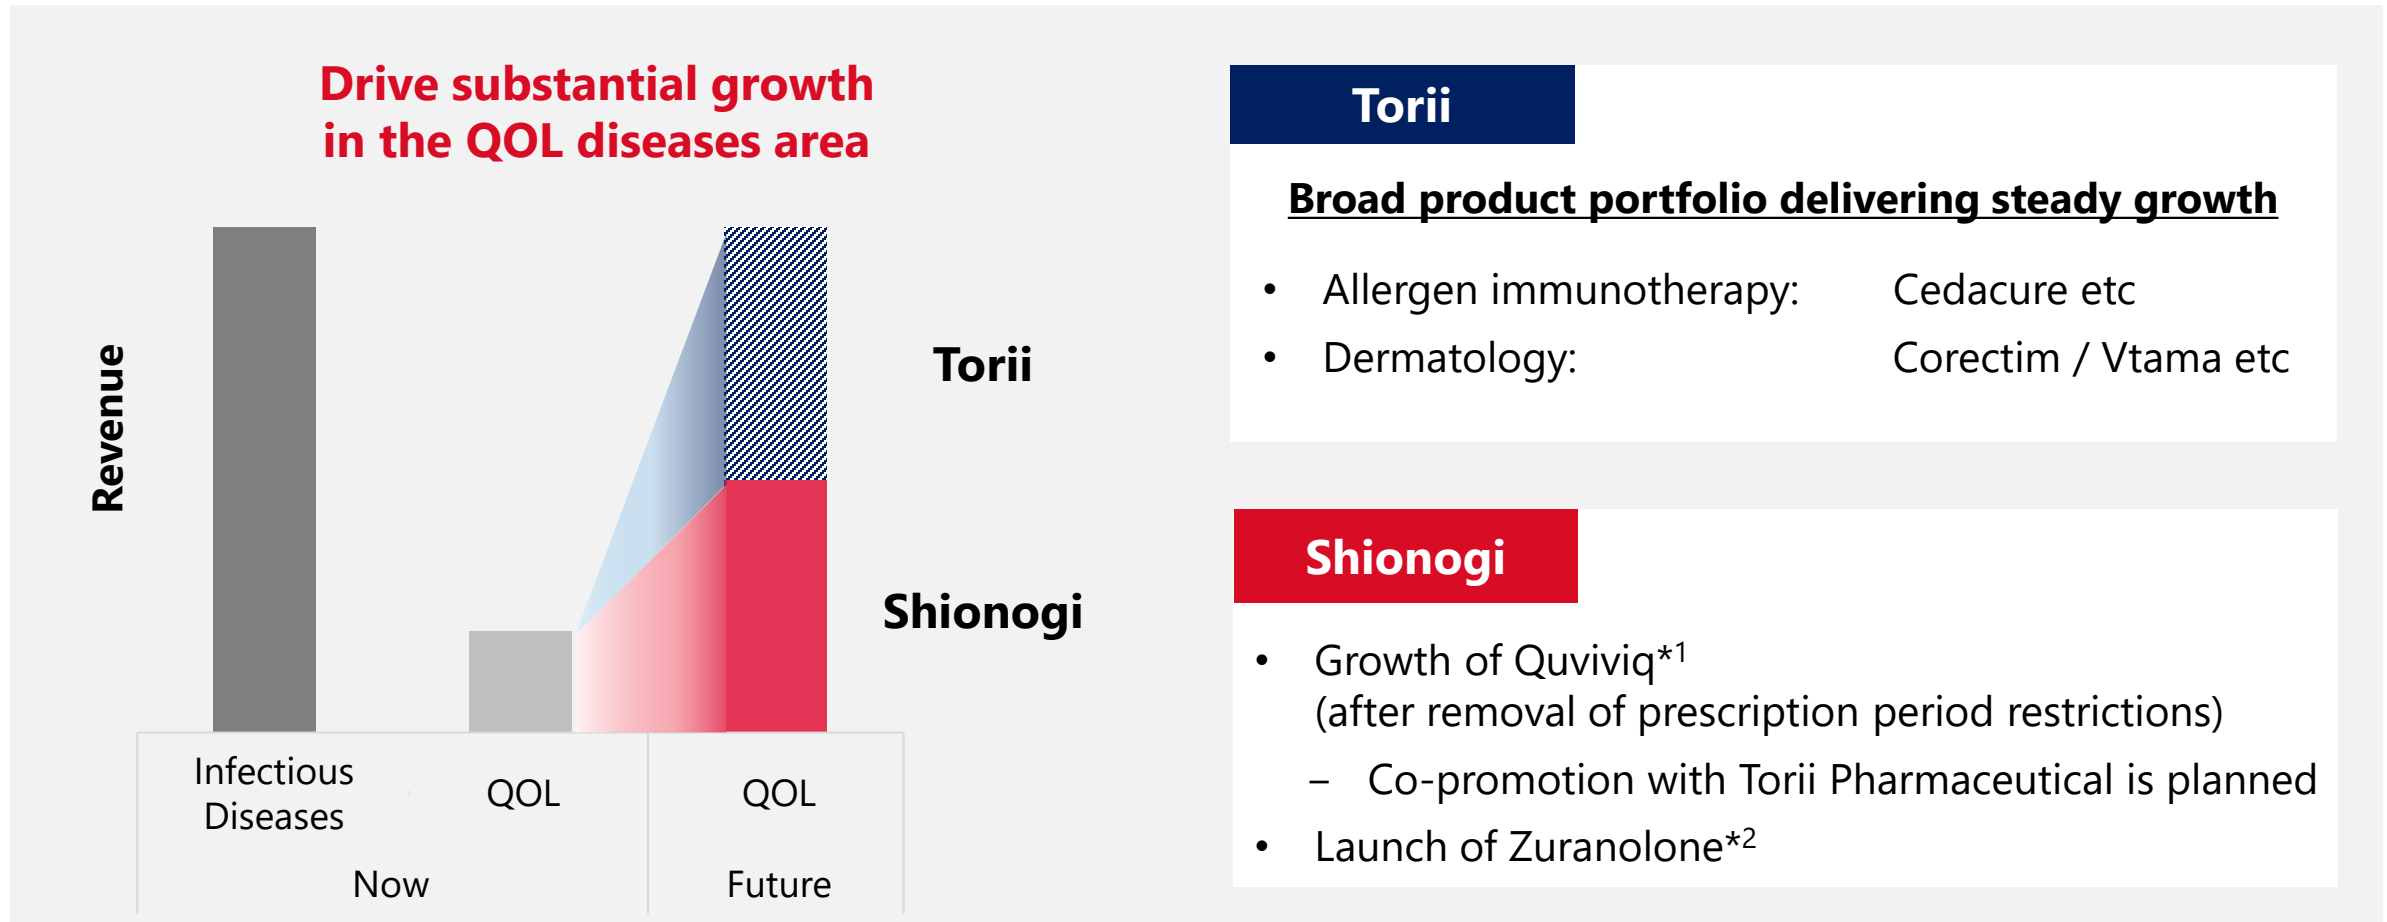 Drive substantial growth
in the QOL diseases area
Revenue
Torii
Shionogi
Infectious
Diseases
QOL
QOL
Now
Future
Torii
Broad product portfolio delivering steady growth
• Allergen immunotherapy: Cedacure etc
• Dermatology: Corectim / Vtama etc
Shionogi
• Growth of Quviviq*1
(after removal of prescription period restrictions)
– Co-promotion with Torii Pharmaceutical is planned
• Launch of Zuranolone*2